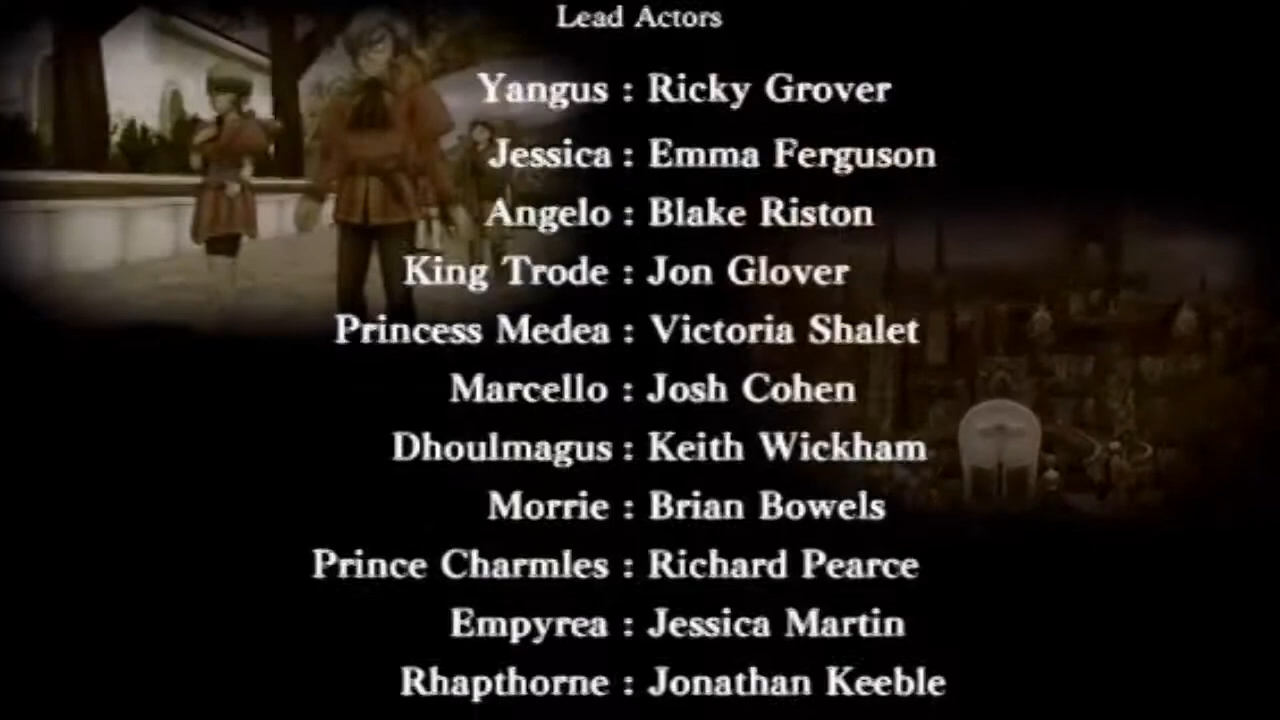 Lead Actors
Yangus : Ricky Grover
Jessica : Emma Ferguson
Angelo : Blake Riston
King Trode : Jon Glover
Princess Medea : Victoria Shalet
Marcello : Josh Cohen
Dhoulmagus : Keith Wickham
Morrie : Brian Bowels
Prince Charmles : Richard Pearce
Empyrea : Jessica Martin
Rhapthorne : Jonathan Keeble